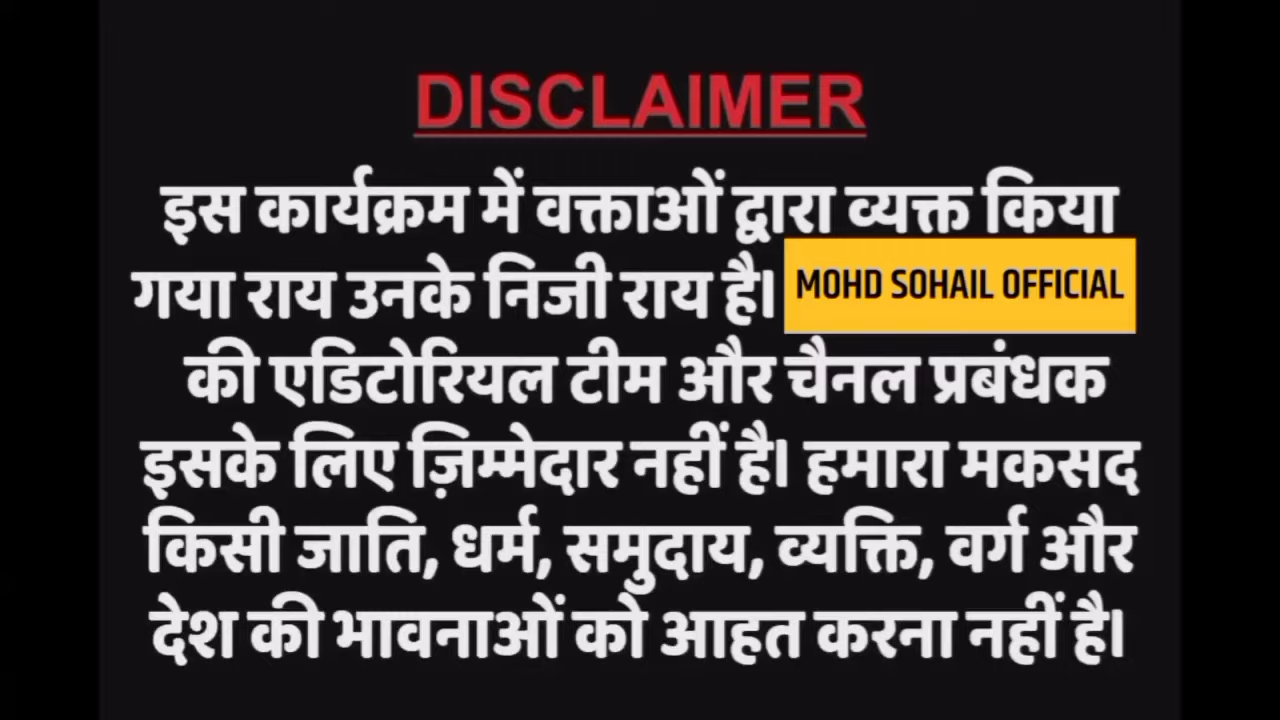 DISCLAIMER
इस कार्यक्रम में वक्ताओं द्वारा व्यक्त किया
गया राय उनके निजी राय है। MOHD SOHAIL OFFICIAL
की एडिटोरियल टीम और चैनल प्रबंधक
इसके लिए ज़िम्मेदार नहीं है। हमारा मकसद
किसी जाति, धर्म, समुदाय, व्यक्ति, वर्ग और
देश की भावनाओं को आहत करना नहीं है।